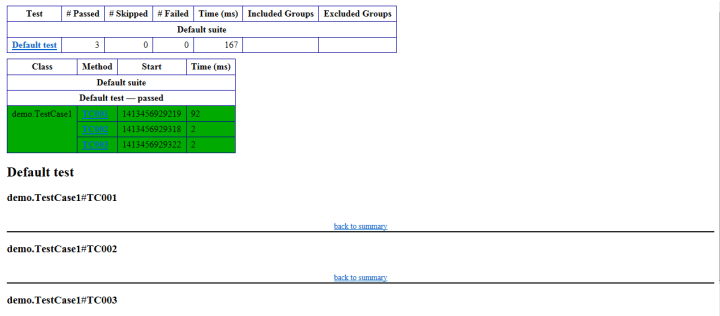 Test # Passed # Skipped # Failed Time (ms) Included Groups Excluded Groups
Default suite
Default test 3 0 0 167
Class Method Start Time (ms)
Default suite
Default test — passed
demo.TestCase1 TC001 1413456929219 92
TC002 1413456929318 2
TC003 1413456929322 2
Default test
demo.TestCase1#TC001
back to summary
demo.TestCase1#TC002
back to summary
demo.TestCase1#TC003